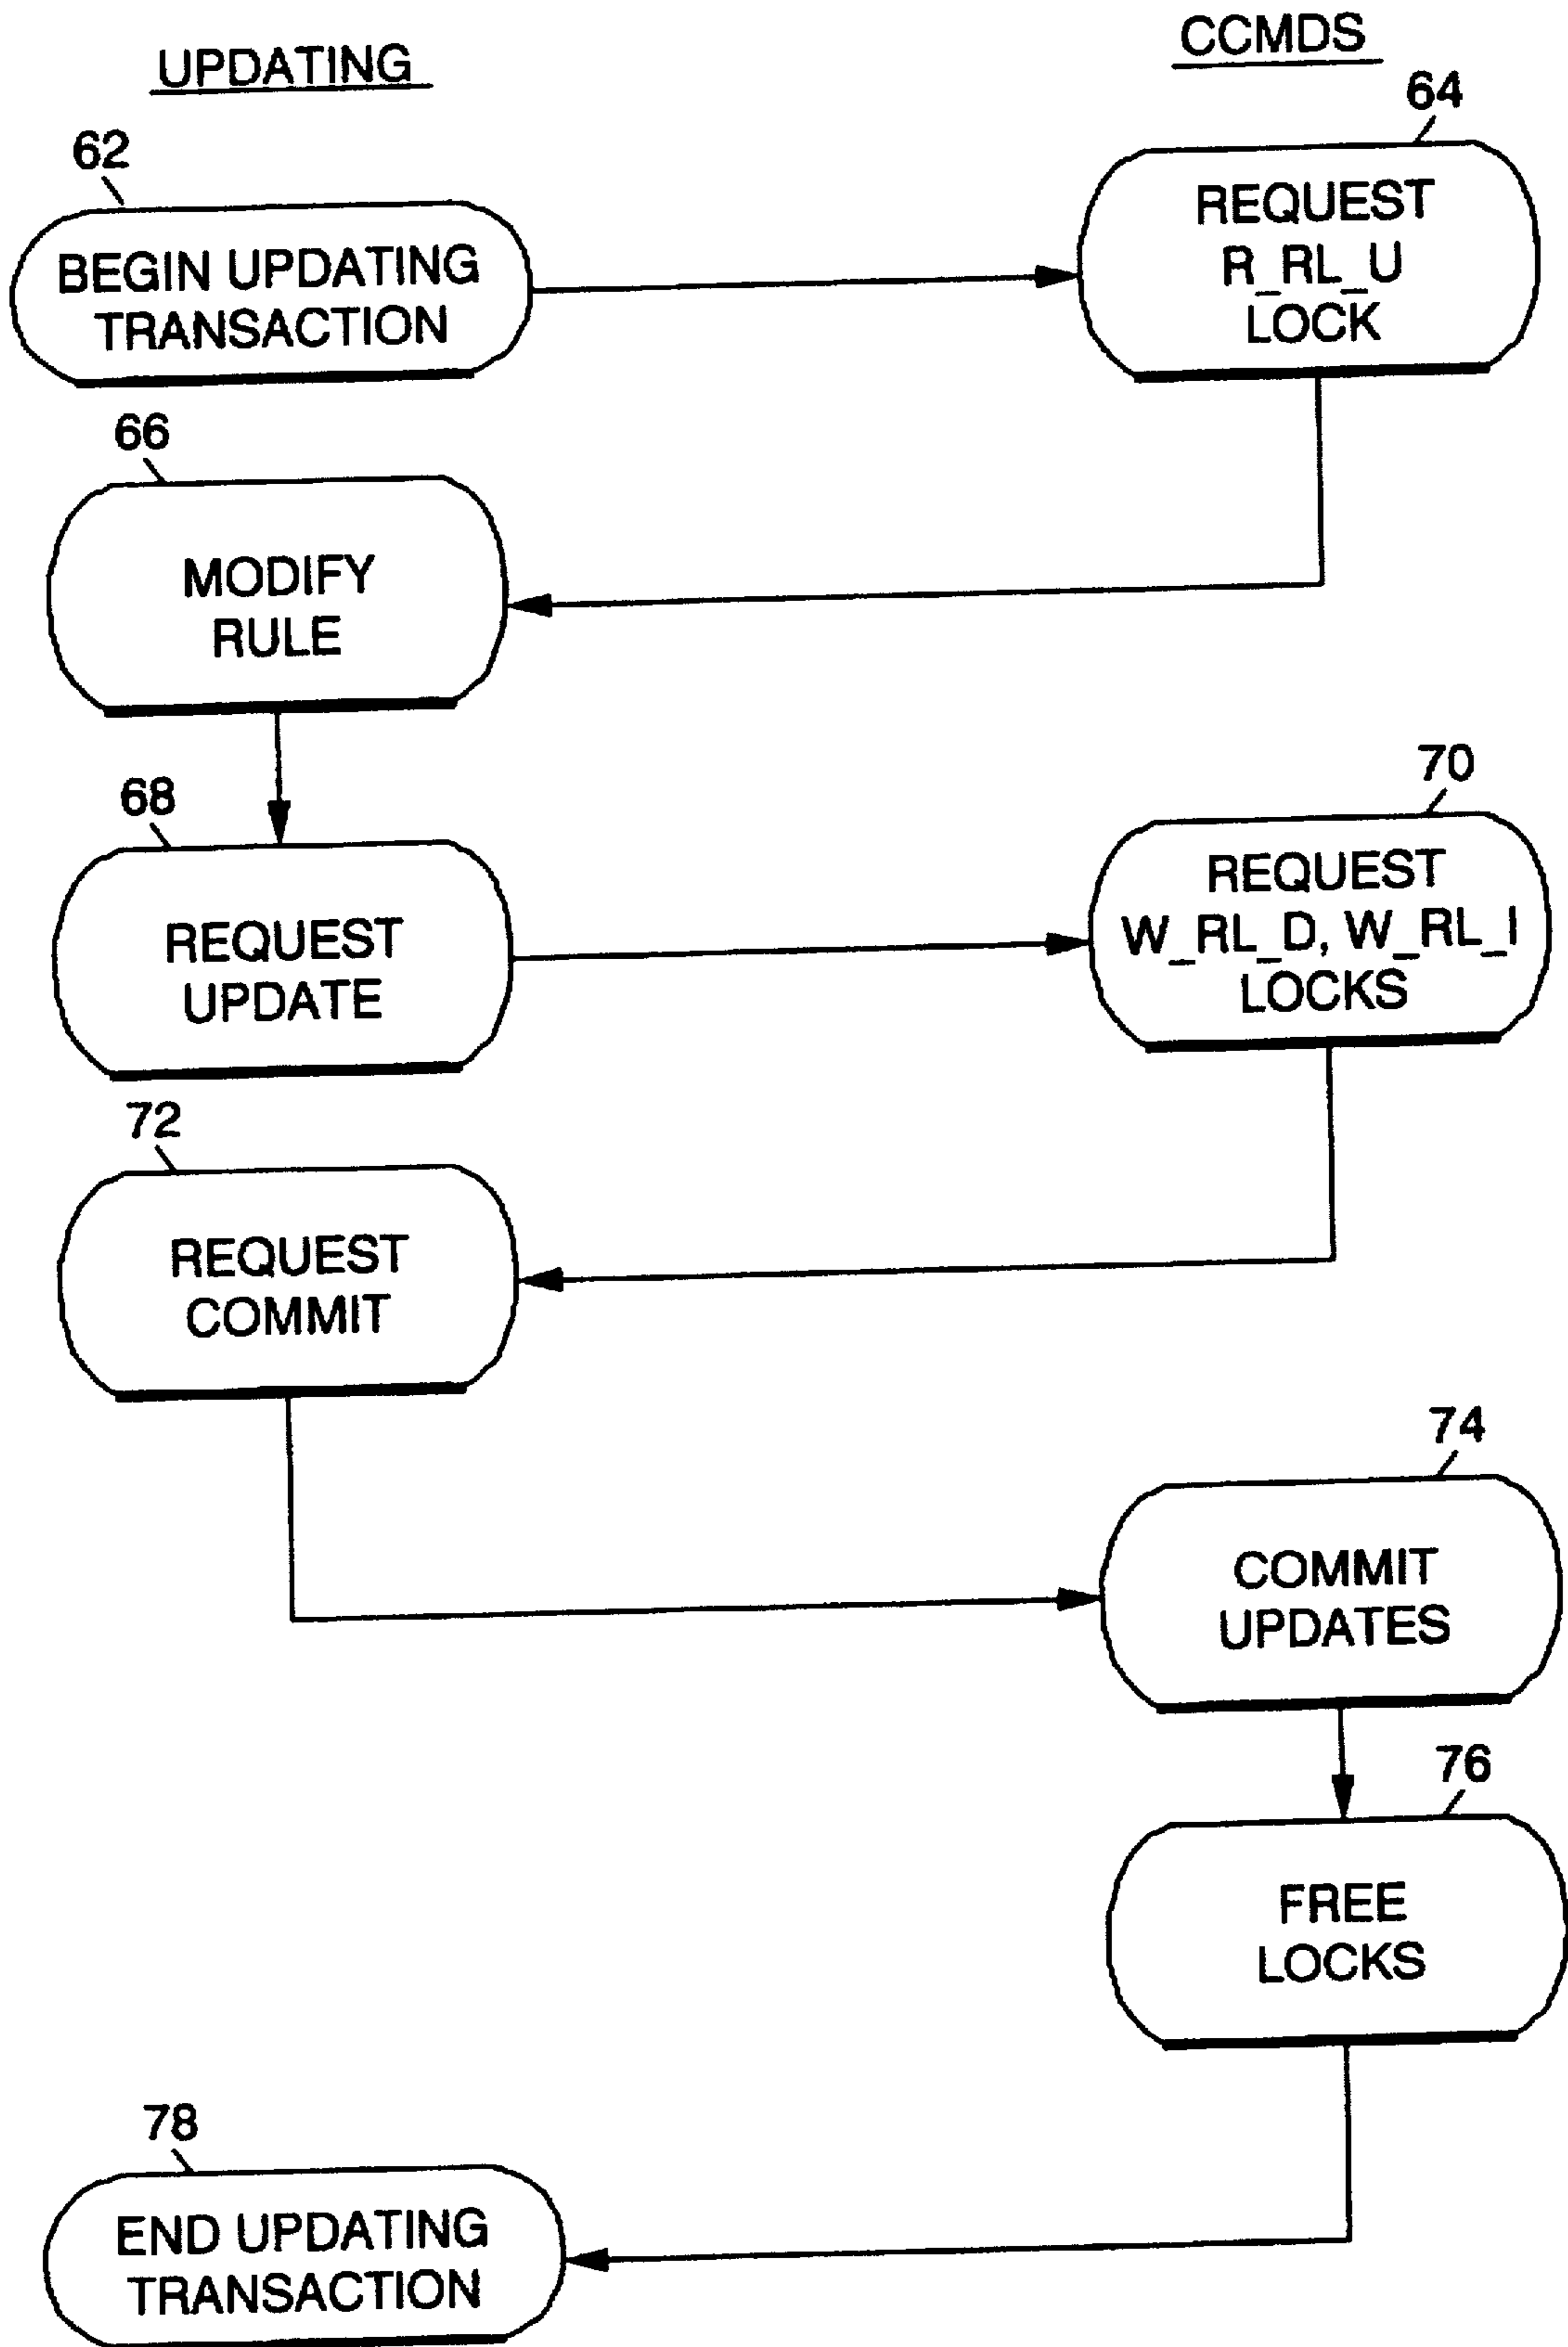 UPDATING
CCMDS
62
BEGIN UPDATING
TRANSACTION
64
REQUEST
R_RL_U
LOCK
66
MODIFY
RULE
68
REQUEST
UPDATE
70
REQUEST
W_RL_D, W_RL_I
LOCKS
72
REQUEST
COMMIT
74
COMMIT
UPDATES
76
FREE
LOCKS
78
END UPDATING
TRANSACTION